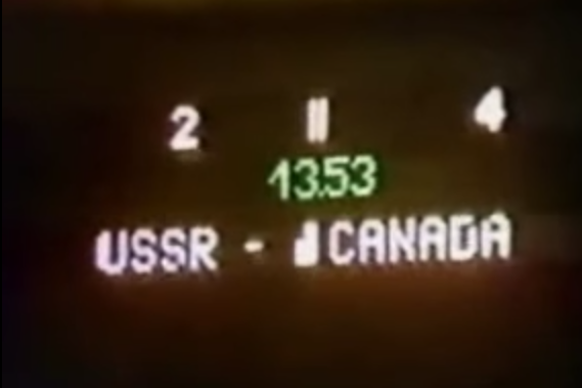 2 II 4
13.53
USSR - CANADA